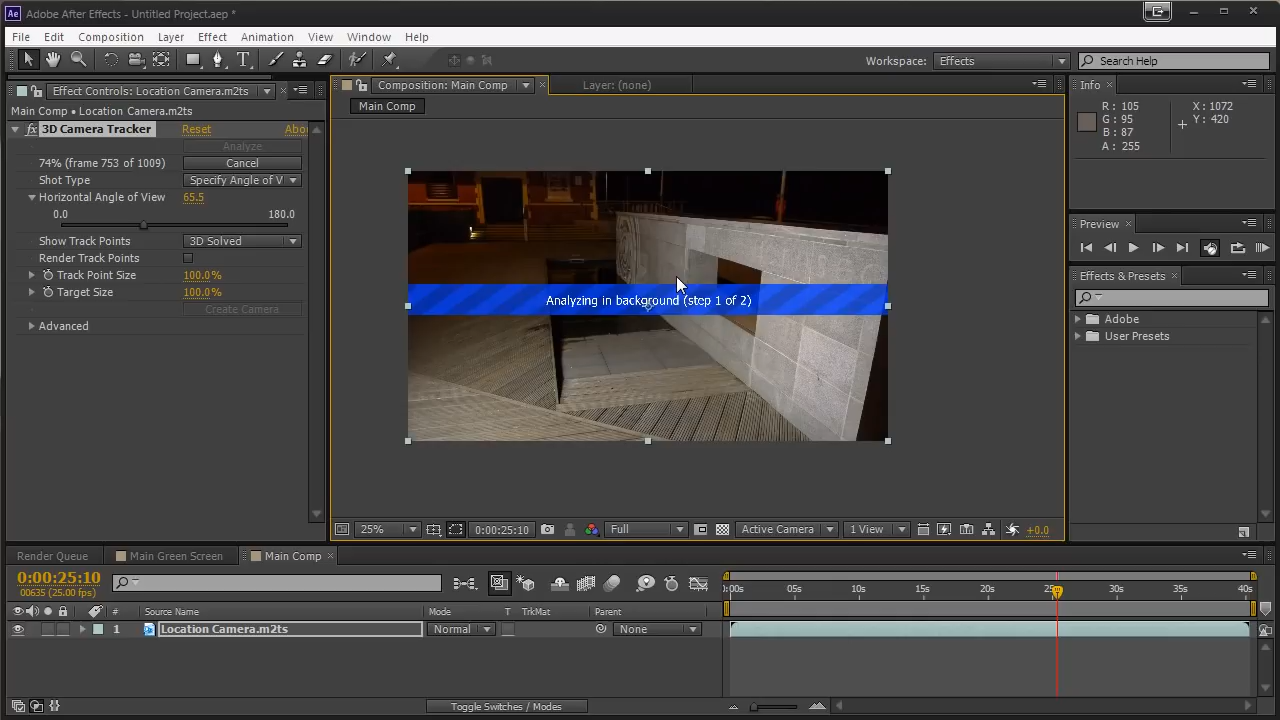 Ae Adobe After Effects - Untitled Project.aep *
File Edit Composition Layer Effect Animation View Window Help
T Workspace: Effects Search Help
Effect Controls: Location Camera.m2ts
Composition: Main Comp
Layer: (none)
Info
Main Comp • Location Camera.m2ts
Main Comp
R : 105 X : 1072
G : 95 Y : 420
B : 87
A : 255
fx 3D Camera Tracker Reset Abou
Analyze
74% (frame 753 of 1009) Cancel
Shot Type Specify Angle of V
Horizontal Angle of View 65.5
0.0 180.0
Show Track Points 3D Solved
Render Track Points
Track Point Size 100.0%
Target Size 100.0%
Create Camera
Advanced
Analyzing in background (step 1 of 2)
Preview
Effects & Presets
Adobe
User Presets
25% 0:00:25:10 Full Active Camera 1 View +0.0
Render Queue Main Green Screen Main Comp
0:00:25:10
00635 (25.00 fps)
:00s 05s 10s 15s 20s 25s 30s 35s 40s
# Source Name Mode T TrkMat Parent
1 Location Camera.m2ts Normal None
Toggle Switches / Modes